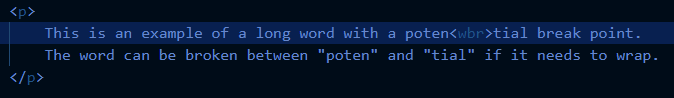 <p>
This is an example of a long word with a poten<wbr>tial break point.
The word can be broken between "poten" and "tial" if it needs to wrap.
</p>